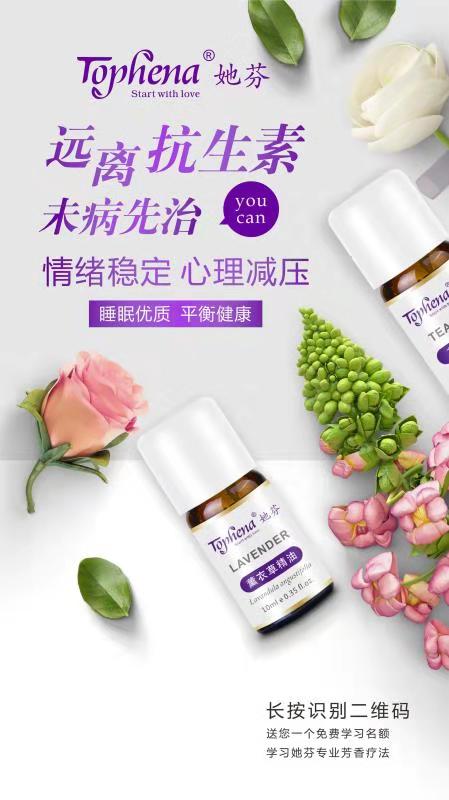 Tophena® 她芬
Start with love
远离抗生素
未病先治
you
can
情绪稳定 心理减压
睡眠优质 平衡健康
Tophena
TEA
Tophena® 她芬
Start with love
LAVENDER
薰衣草精油
Lavendula angustifolia
10ml e 0.35 fl.oz
长按识别二维码
送您一个免费学习名额
学习她芬专业芳香疗法